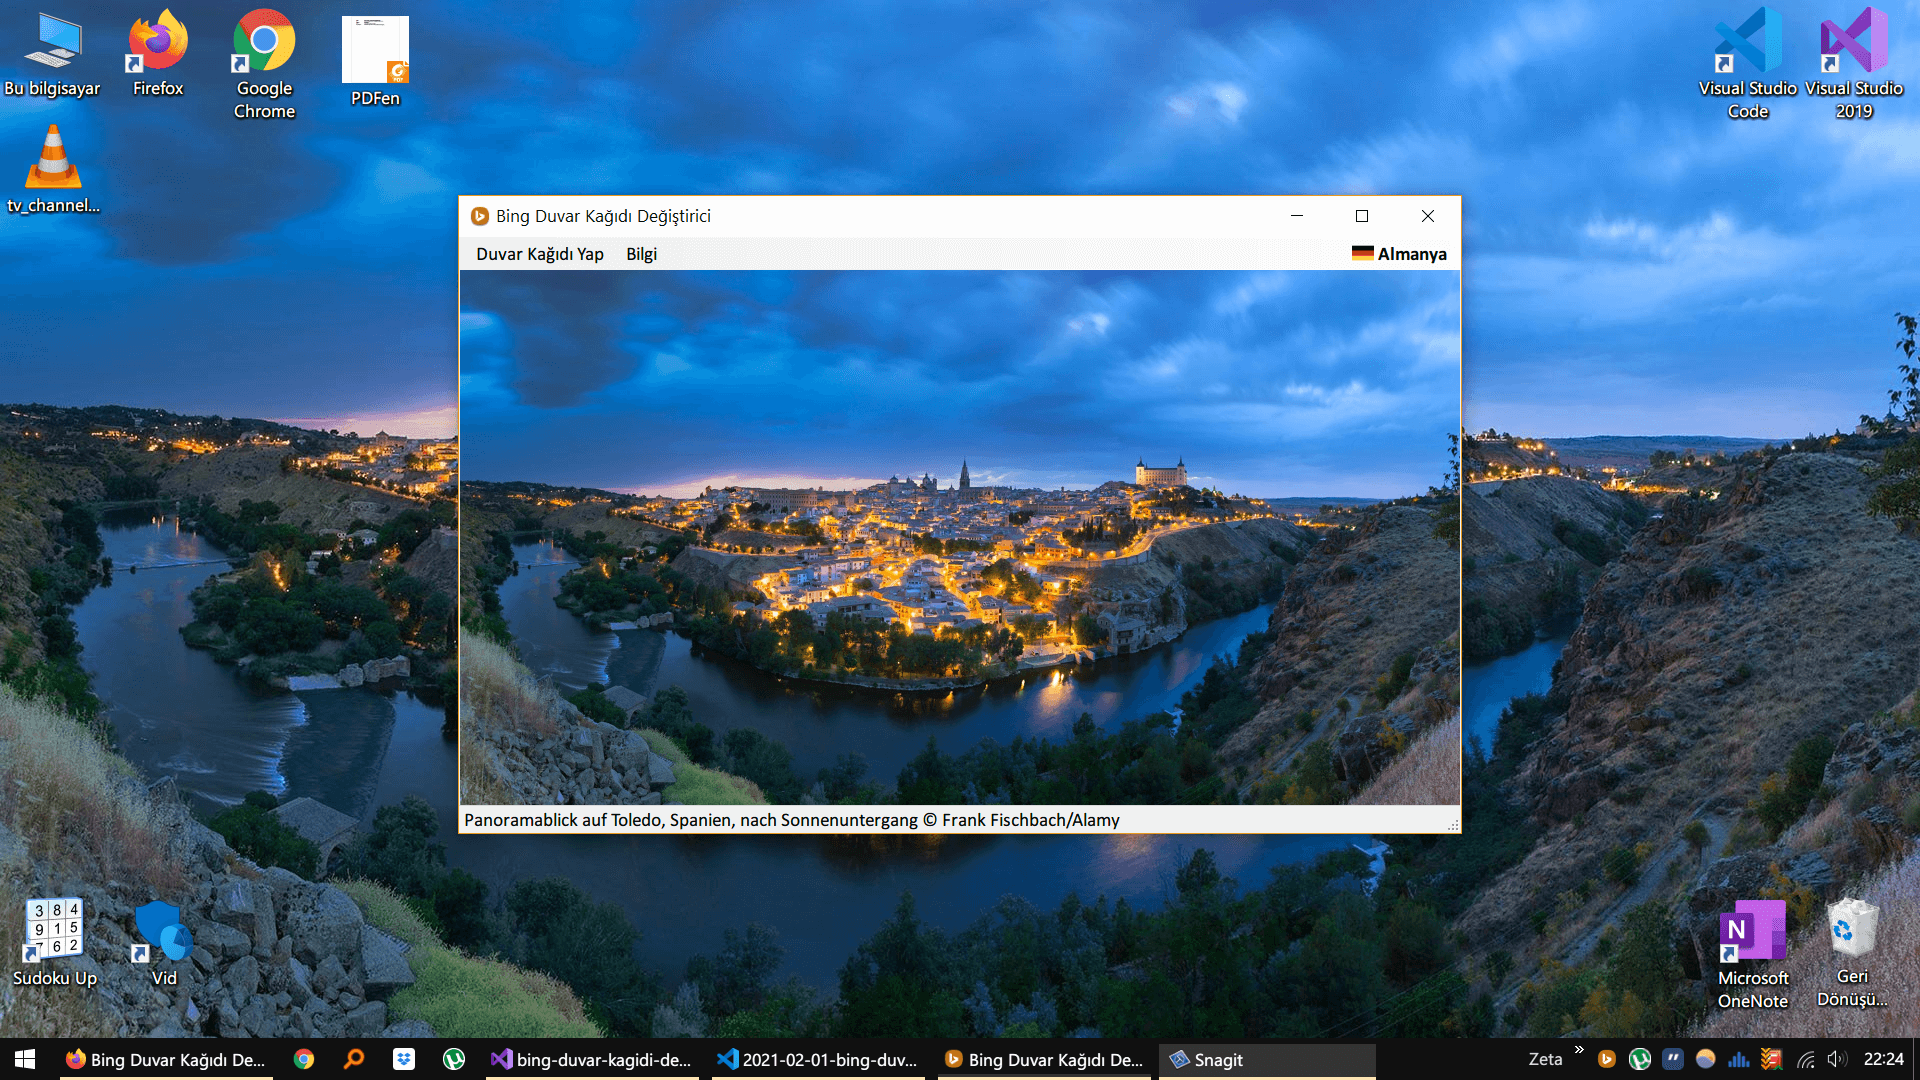 Bu bilgisayar
Firefox
Google
Chrome
PDFen
Visual Studio
Code
Visual Studio
2019
tv_channel...
Bing Duvar Kağıdı Değiştirici
Duvar Kağıdı Yap
Bilgi
Almanya
Panoramablick auf Toledo, Spanien, nach Sonnenuntergang © Frank Fischbach/Alamy
3 8 4
9 1 5
7 6 2
Sudoku Up
Vid
N
Microsoft
OneNote
Geri
Dönüşü...
Bing Duvar Kağıdı De...
bing-duvar-kagidi-de...
2021-02-01-bing-duv...
Bing Duvar Kağıdı De...
Snagit
Zeta
22:24